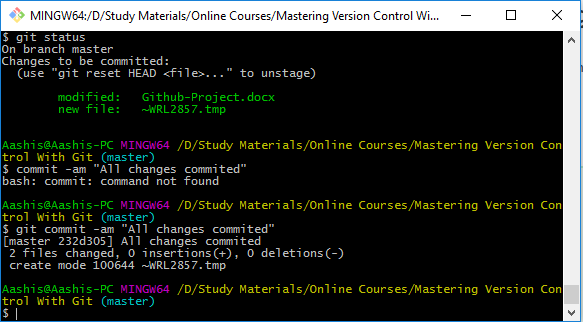 MINGW64:/D/Study Materials/Online Courses/Mastering Version Control Wi...
$ git status
On branch master
Changes to be committed:
  (use "git reset HEAD <file>..." to unstage)
        modified:   Github-Project.docx
        new file:   ~WRL2857.tmp
Aashis@Aashis-PC MINGW64 /D/Study Materials/Online Courses/Mastering Version Con
trol With Git (master)
$ commit -am "All changes commited"
bash: commit: command not found
Aashis@Aashis-PC MINGW64 /D/Study Materials/Online Courses/Mastering Version Con
trol With Git (master)
$ git commit -am "All changes commited"
[master 232d305] All changes commited
 2 files changed, 0 insertions(+), 0 deletions(-)
 create mode 100644 ~WRL2857.tmp
Aashis@Aashis-PC MINGW64 /D/Study Materials/Online Courses/Mastering Version Con
trol With Git (master)
$